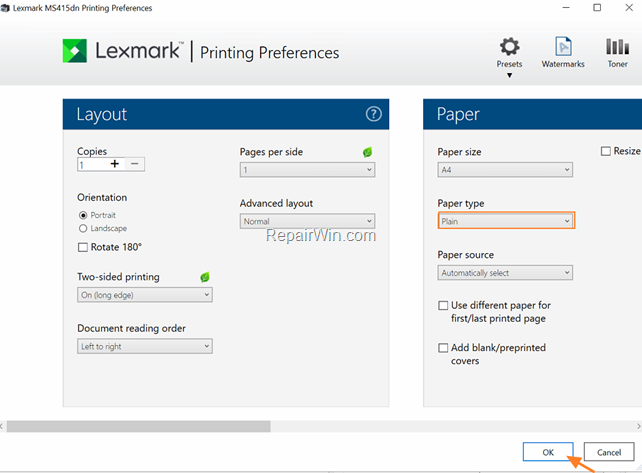 Lexmark MS415dn Printing Preferences
Lexmark™ | Printing Preferences
Presets
Watermarks
Toner
Layout
?
Copies
1
Orientation
Portrait
Landscape
Rotate 180°
Two-sided printing
On (long edge)
Document reading order
Left to right
Pages per side
1
Advanced layout
Normal
RepairWin.com
Paper
Paper size
A4
Resize
Paper type
Plain
Paper source
Automatically select
Use different paper for
first/last printed page
Add blank/preprinted
covers
OK
Cancel